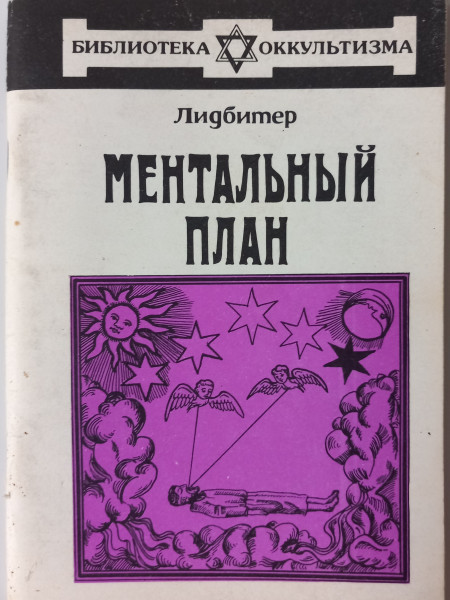 БИБЛИОТЕКА ОККУЛЬТИЗМА
Лидбитер
МЕНТАЛЬНЫЙ
ПЛАН